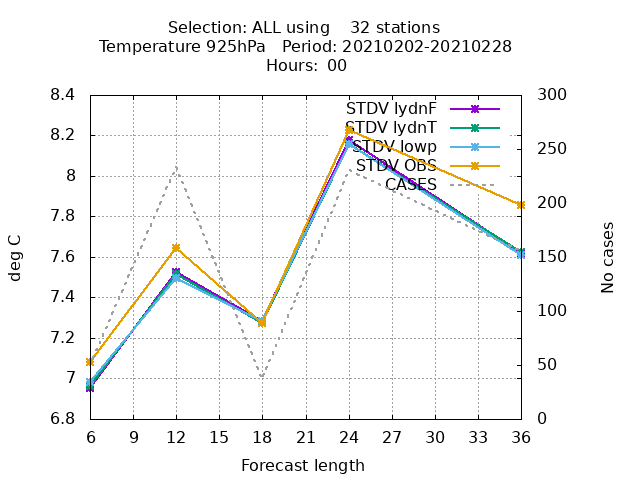 Selection: ALL using    32 stations
Temperature 925hPa   Period: 20210202-20210228
Hours: 00
STDV lydnF
STDV lydnT
STDV lowp
STDV OBS
CASES
deg C
8.4
8.2
8
7.8
7.6
7.4
7.2
7
6.8
300
250
200
150
100
50
0
No cases
6 9 12 15 18 21 24 27 30 33 36
Forecast length